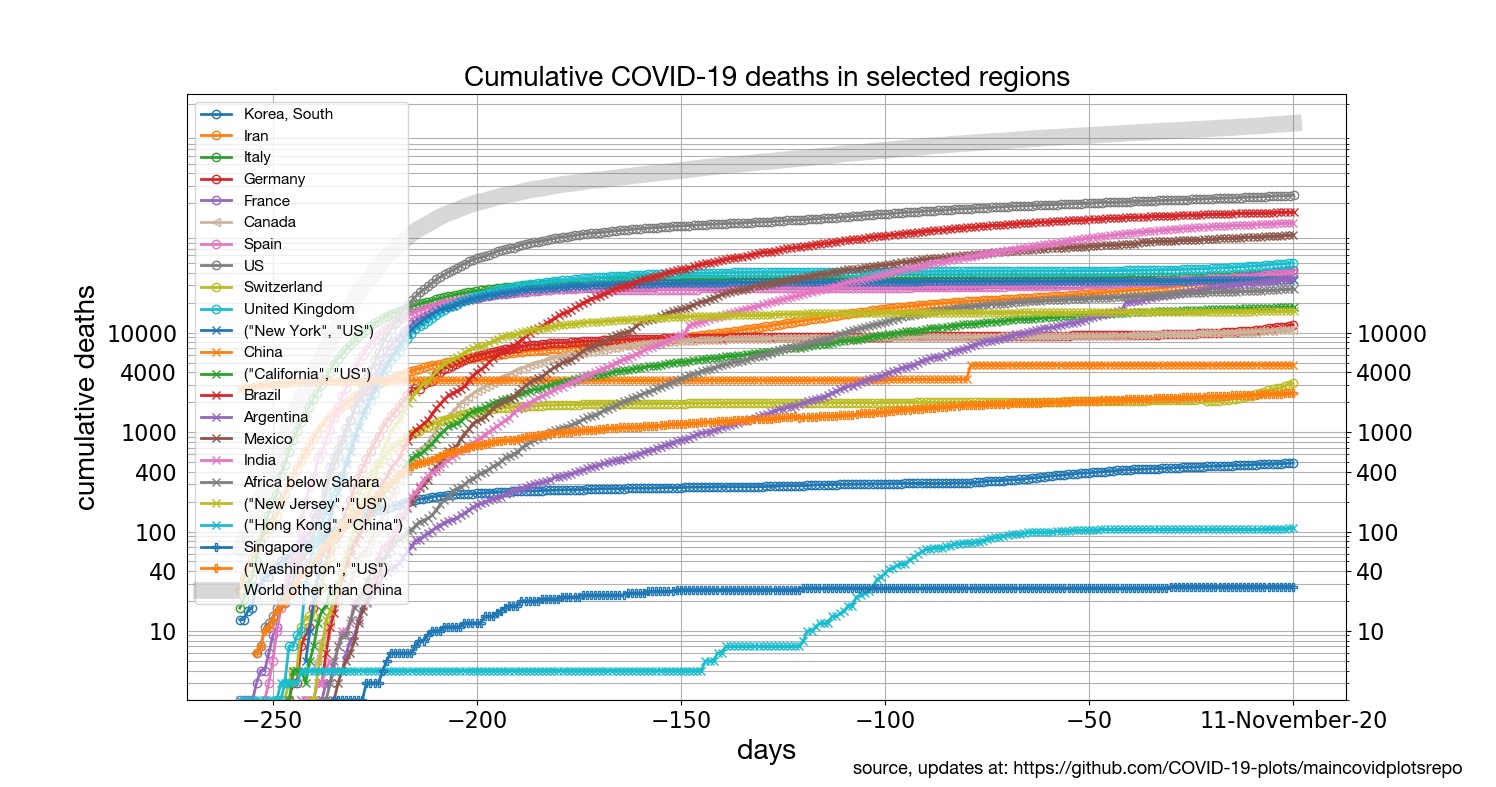 Cumulative COVID-19 deaths in selected regions
Korea, South
Iran
Italy
Germany
France
Canada
Spain
US
Switzerland
United Kingdom
("New York", "US")
China
("California", "US")
Brazil
Argentina
Mexico
India
Africa below Sahara
("New Jersey", "US")
("Hong Kong", "China")
Singapore
("Washington", "US")
World other than China
cumulative deaths
10000
4000
1000
400
100
40
10
10000
4000
1000
400
100
40
10
−250
−200
−150
−100
−50
11-November-20
days
source, updates at: https://github.com/COVID-19-plots/maincovidplotsrepo